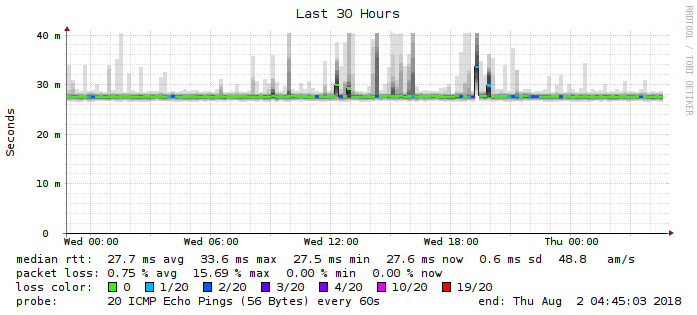 Last 30 Hours
RRDTOOL / TOBI OETIKER
Seconds
40 m
30 m
20 m
10 m
0
Wed 00:00 Wed 06:00 Wed 12:00 Wed 18:00 Thu 00:00
median rtt: 27.7 ms avg 33.6 ms max 27.5 ms min 27.6 ms now 0.6 ms sd 48.8 am/s
packet loss: 0.75 % avg 15.69 % max 0.00 % min 0.00 % now
loss color: 0 1/20 2/20 3/20 4/20 10/20 19/20
probe: 20 ICMP Echo Pings (56 Bytes) every 60s end: Thu Aug 2 04:45:03 2018